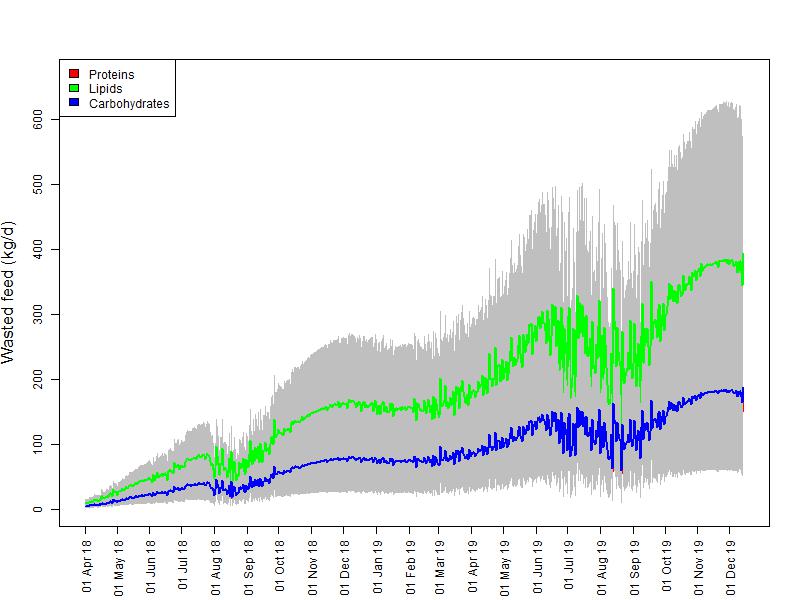 Proteins
Lipids
Carbohydrates
Wasted feed (kg/d)
600
500
400
300
200
100
0
01 Apr 18
01 May 18
01 Jun 18
01 Jul 18
01 Aug 18
01 Sep 18
01 Oct 18
01 Nov 18
01 Dec 18
01 Jan 19
01 Feb 19
01 Mar 19
01 Apr 19
01 May 19
01 Jun 19
01 Jul 19
01 Aug 19
01 Sep 19
01 Oct 19
01 Nov 19
01 Dec 19